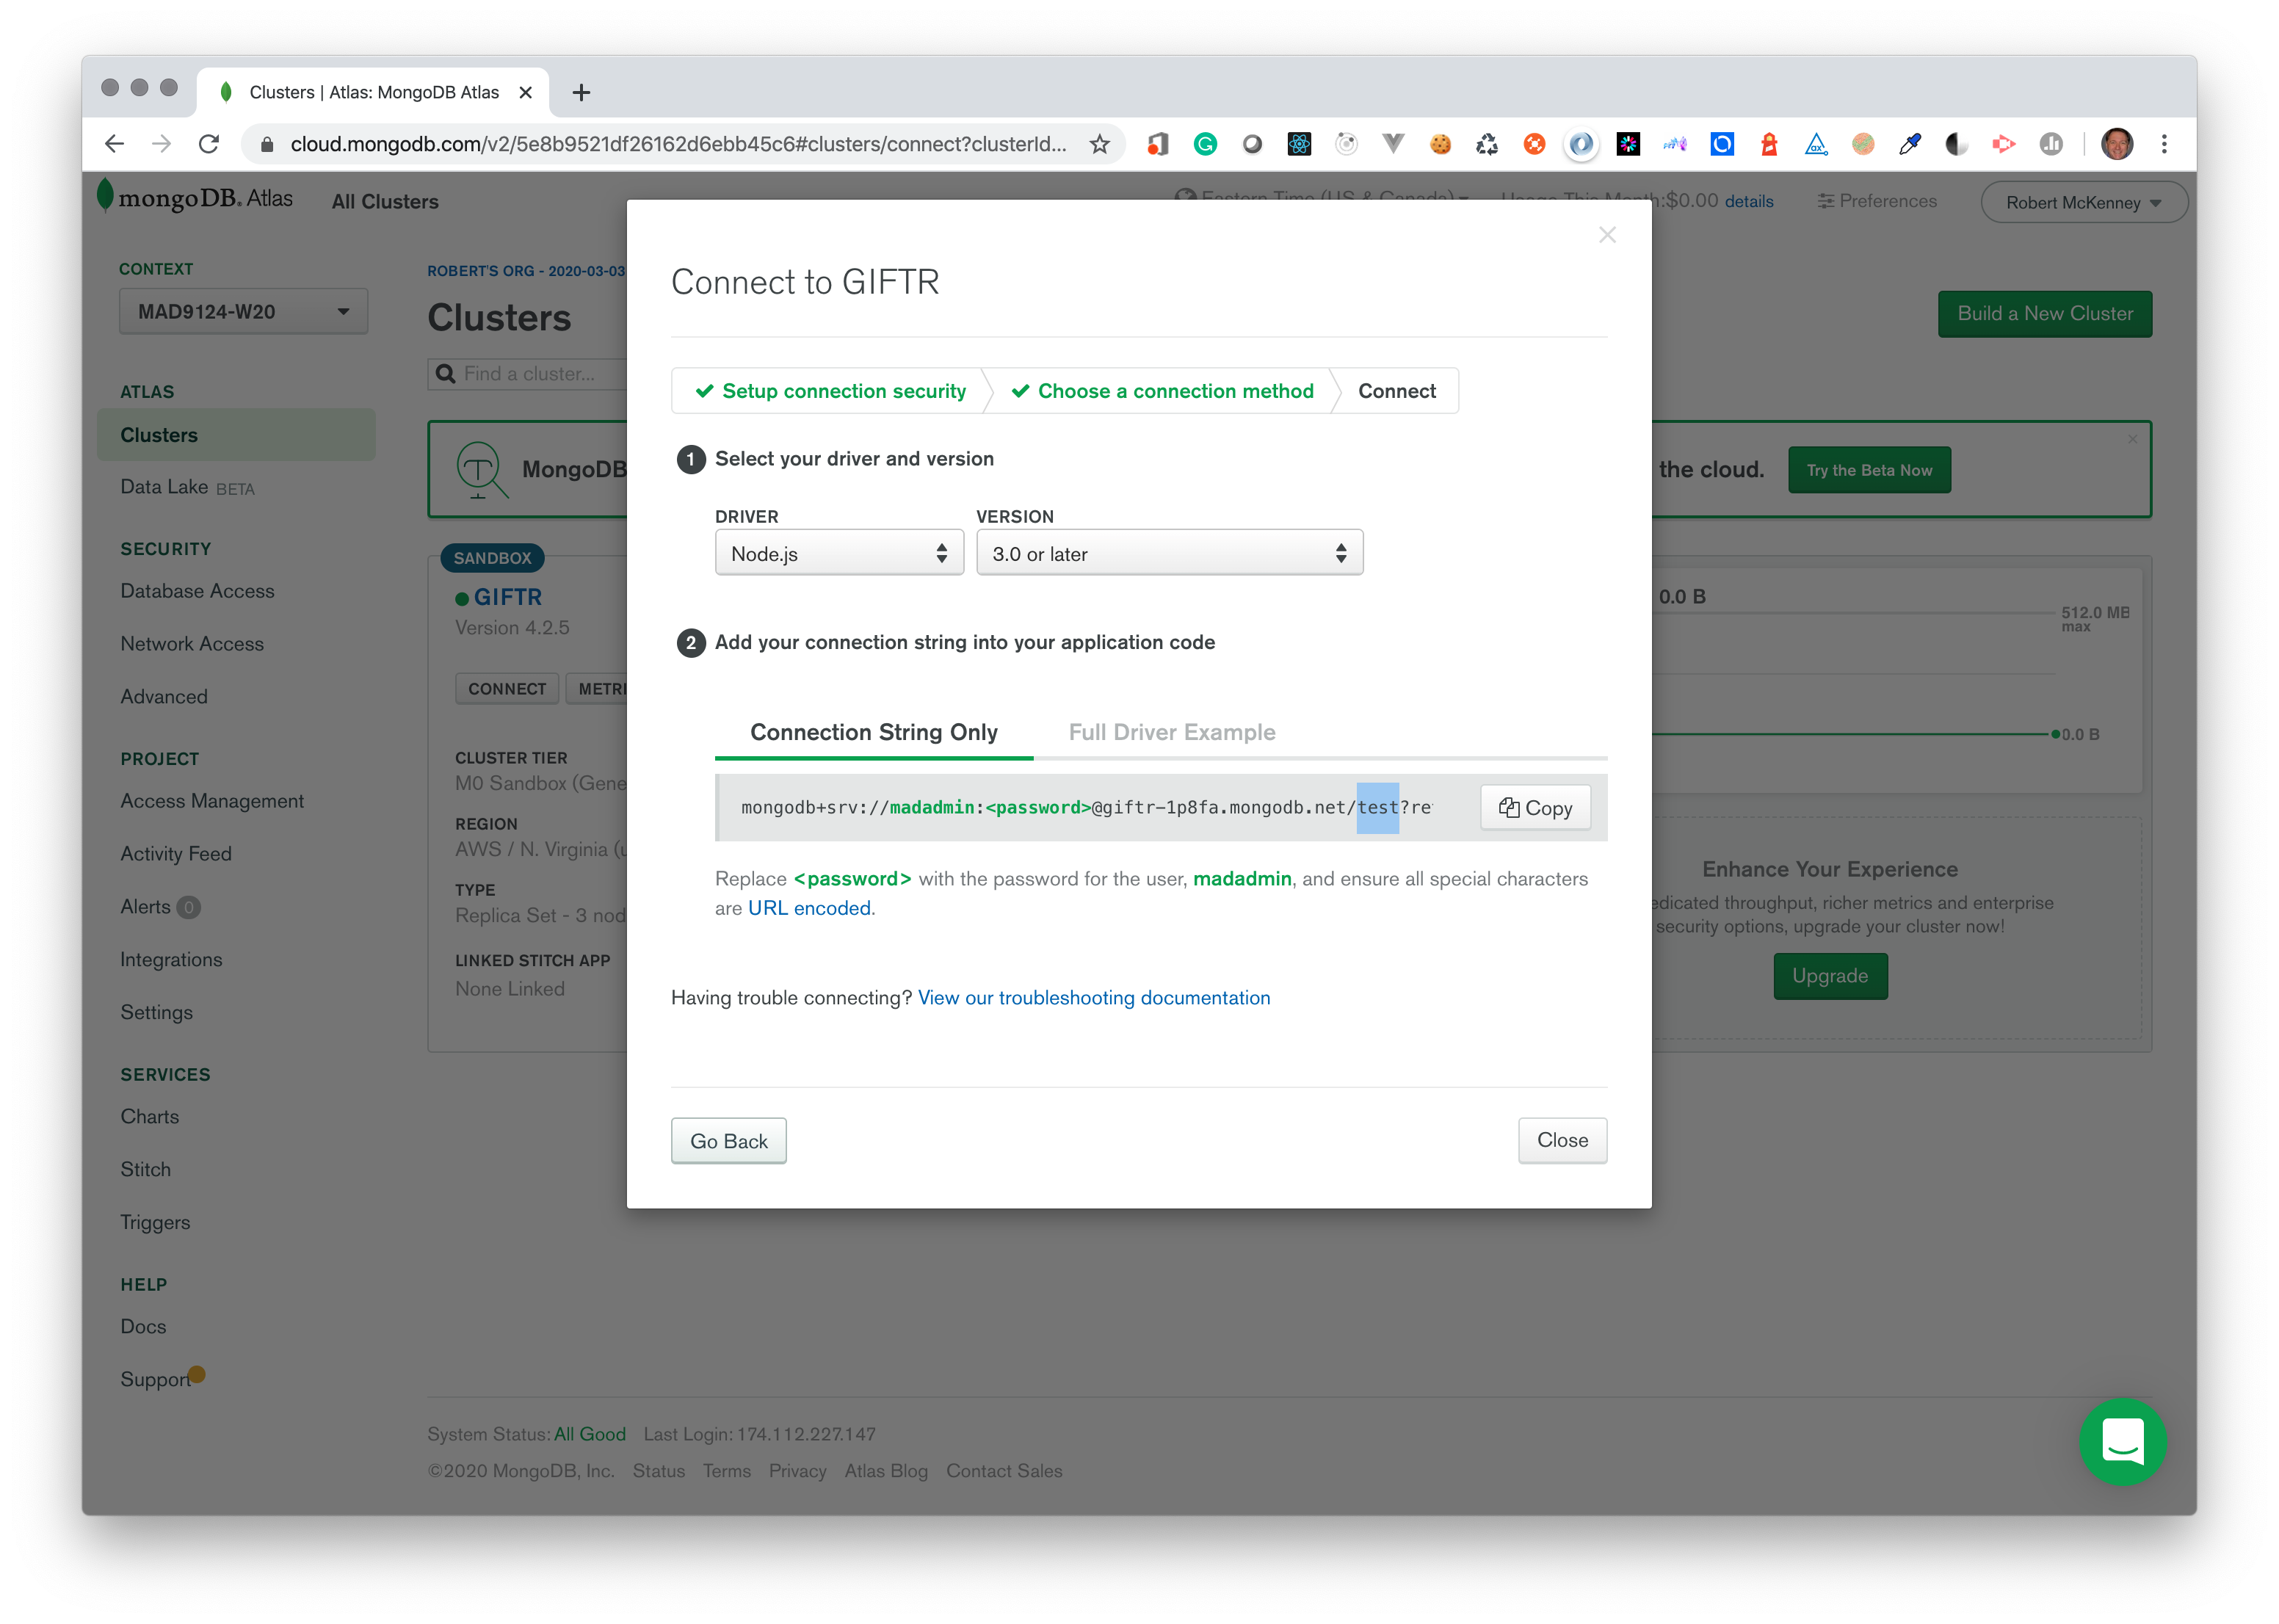 Clusters | Atlas: MongoDB Atlas
cloud.mongodb.com/v2/5e8b9521df26162d6ebb45c6#clusters/connect?clusterId...
mongoDB. Atlas
All Clusters
Eastern Time (US & Canada)
Usage This Month:$0.00 details
Preferences
Robert McKenney
CONTEXT
MAD9124-W20
ATLAS
Clusters
Data Lake BETA
SECURITY
Database Access
Network Access
Advanced
PROJECT
Access Management
Activity Feed
Alerts 0
Integrations
Settings
SERVICES
Charts
Stitch
Triggers
HELP
Docs
Support
ROBERT'S ORG - 2020-03-03
Clusters
Find a cluster...
Build a New Cluster
MongoDB
the cloud.
Try the Beta Now
SANDBOX
GIFTR
Version 4.2.5
CONNECT
METRI
CLUSTER TIER
M0 Sandbox (Gene
REGION
AWS / N. Virginia (u
TYPE
Replica Set - 3 nod
LINKED STITCH APP
None Linked
0.0 B
512.0 MB
max
0.0 B
Enhance Your Experience
edicated throughput, richer metrics and enterprise
security options, upgrade your cluster now!
Upgrade
Connect to GIFTR
Setup connection security
Choose a connection method
Connect
1 Select your driver and version
DRIVER
VERSION
Node.js
3.0 or later
2 Add your connection string into your application code
Connection String Only
Full Driver Example
mongodb+srv://madadmin:<password>@giftr-1p8fa.mongodb.net/test?re
Copy
Replace <password> with the password for the user, madadmin, and ensure all special characters
are URL encoded.
Having trouble connecting? View our troubleshooting documentation
Go Back
Close
System Status: All Good Last Login: 174.112.227.147
©2020 MongoDB, Inc. Status Terms Privacy Atlas Blog Contact Sales